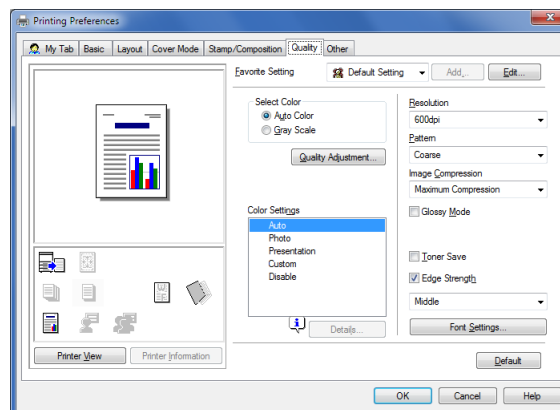 Printing Preferences
My Tab Basic Layout Cover Mode Stamp/Composition Quality Other
Favorite Setting Default Setting Add... Edit...
Select Color
Auto Color
Gray Scale
Quality Adjustment...
Color Settings
Auto
Photo
Presentation
Custom
Disable
Details...
Resolution
600dpi
Pattern
Coarse
Image Compression
Maximum Compression
Glossy Mode
Toner Save
Edge Strength
Middle
Font Settings...
Printer View Printer Information
Default
OK Cancel Help